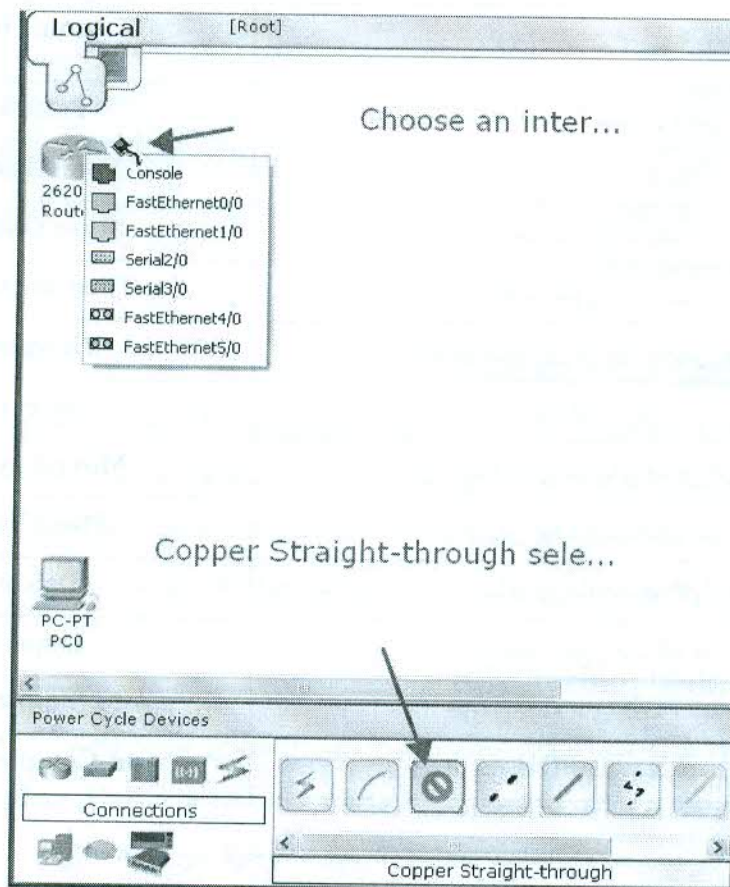 Logical
[Root]
Choose an inter...
Console
2620
FastEthernet0/0
Route
FastEthernet1/0
Serial2/0
Serial3/0
FastEthernet4/0
FastEthernet5/0
Copper Straight-through sele...
PC-PT
PC0
Power Cycle Devices
Connections
Copper Straight-through